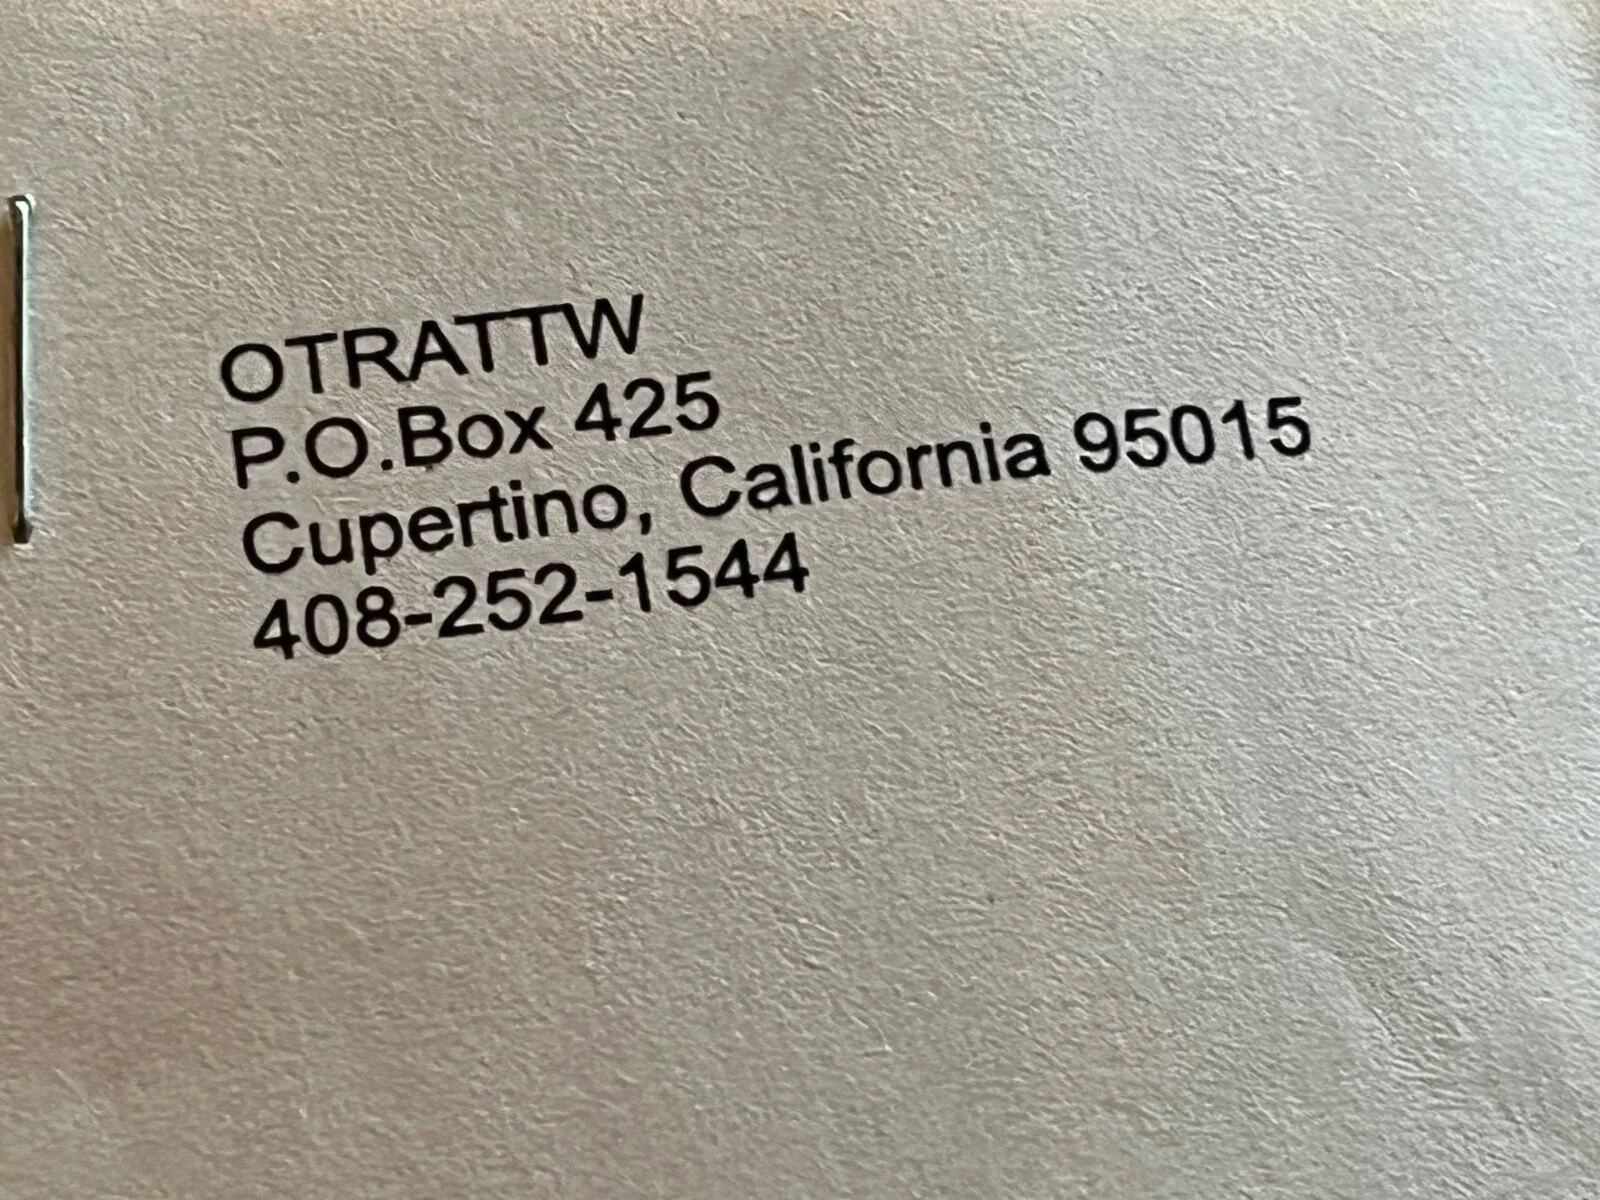 OTRATTW
P.O.Box 425
Cupertino, California 95015
408-252-1544